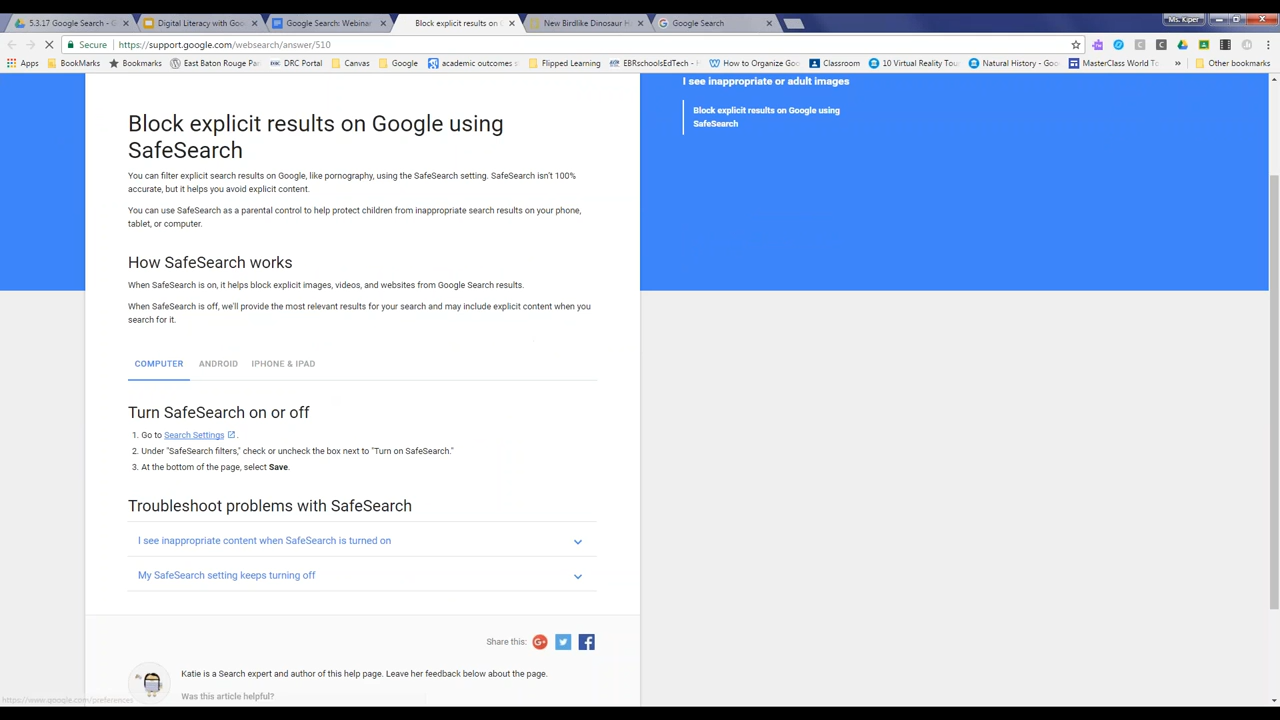 5.3.17 Google Search - G
Digital Literacy with Goo
Google Search: Webinar
Block explicit results on G
New Birdlike Dinosaur H
Google Search
Ms. Kiper
Secure
https://support.google.com/websearch/answer/510
Apps
BookMarks
Bookmarks
East Baton Rouge Pa
DRC Portal
Canvas
Google
academic outcomes s
Flipped Learning
EBRschoolsEdTech - H
How to Organize Goo
Classroom
10 Virtual Reality Tou
Natural History - Goo
MasterClass World To
»
Other bookmarks
I see inappropriate or adult images
Block explicit results on Google using
SafeSearch
Block explicit results on Google using
SafeSearch
You can filter explicit search results on Google, like pornography, using the SafeSearch setting. SafeSearch isn't 100%
accurate, but it helps you avoid explicit content.
You can use SafeSearch as a parental control to help protect children from inappropriate search results on your phone,
tablet, or computer.
How SafeSearch works
When SafeSearch is on, it helps block explicit images, videos, and websites from Google Search results.
When SafeSearch is off, we'll provide the most relevant results for your search and may include explicit content when you
search for it.
COMPUTER ANDROID IPHONE & IPAD
Turn SafeSearch on or off
1. Go to Search Settings .
2. Under "SafeSearch filters," check or uncheck the box next to "Turn on SafeSearch."
3. At the bottom of the page, select Save.
Troubleshoot problems with SafeSearch
I see inappropriate content when SafeSearch is turned on
My SafeSearch setting keeps turning off
Share this:
Katie is a Search expert and author of this help page. Leave her feedback below about the page.
Was this article helpful?
https://www.google.com/preferences